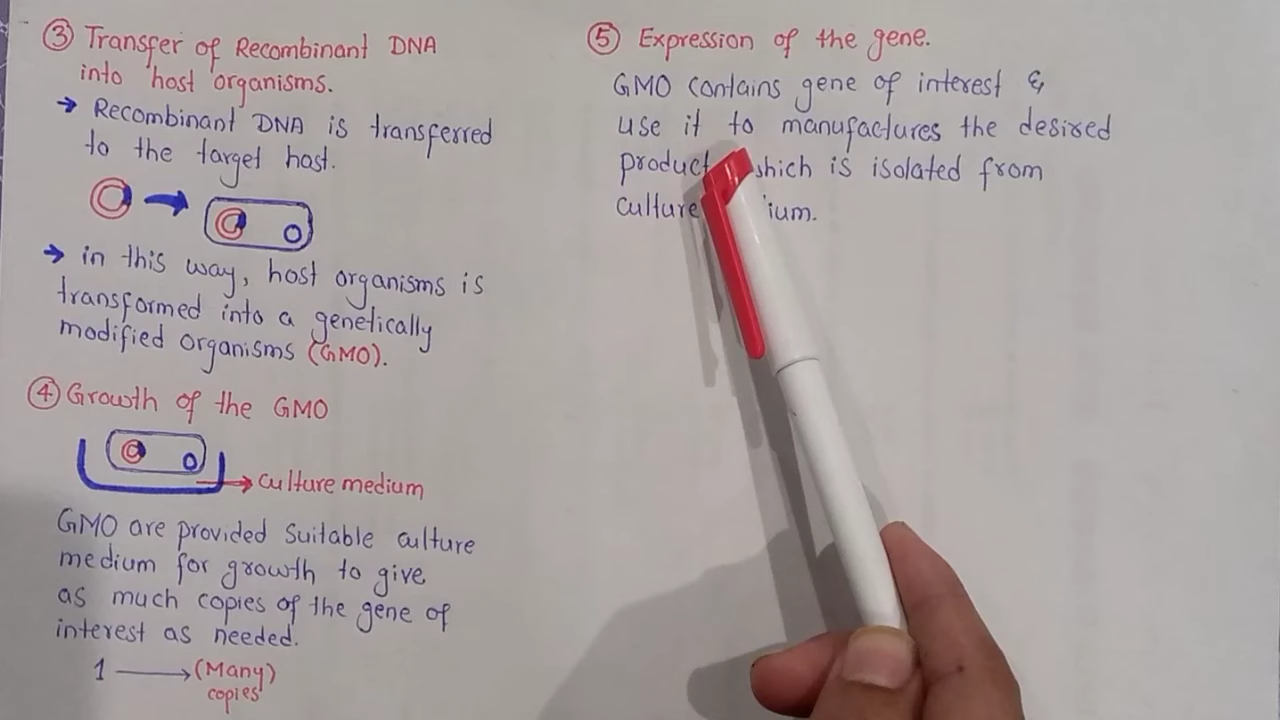 ③ Transfer of Recombinant DNA
into host organisms.
→ Recombinant DNA is transferred
to the target host.
→ in this way, host organisms is
transformed into a genetically
modified organisms (GMO).
④ Growth of the GMO
→ Culture medium
GMO are provided suitable culture
medium for growth to give
as much copies of the gene of
interest as needed.
1 → (Many)
copies
⑤ Expression of the gene.
GMO contains gene of interest &
use it to manufactures the desired
product which is isolated from
culture ium.